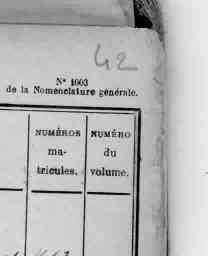 42
N° 1003
de la Nomenclature générale.
NUMÉROS
ma-
tricules.
NUMÉRO
du
volume.